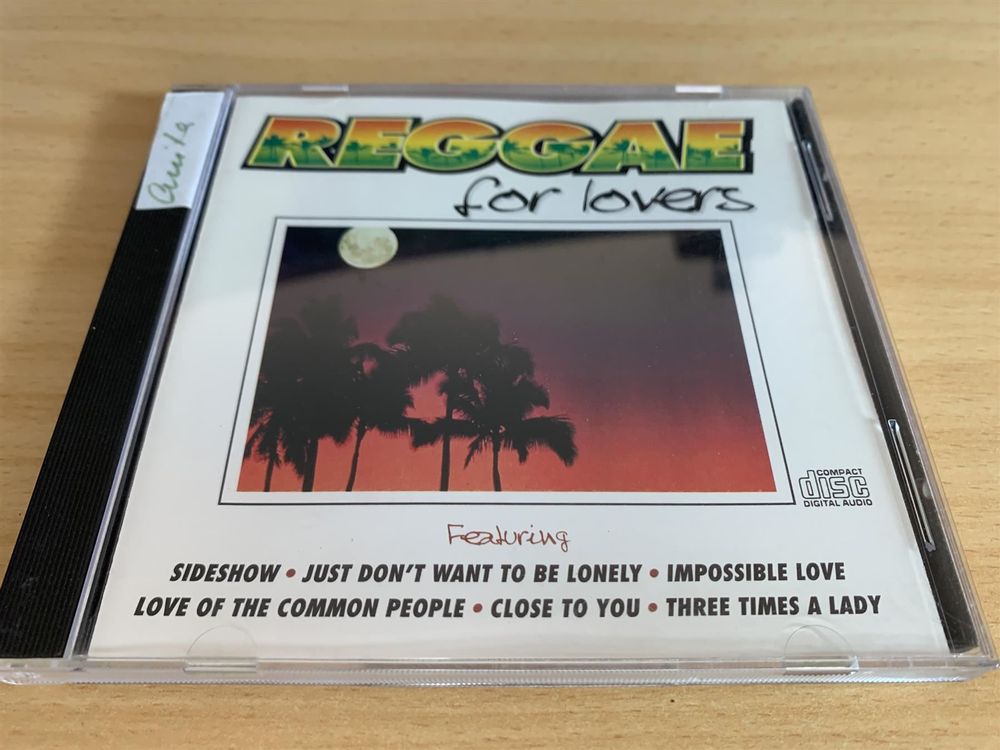 anita
REGGAE
for lovers
COMPACT
disc
DIGITAL AUDIO
Featuring
SIDESHOW • JUST DON'T WANT TO BE LONELY • IMPOSSIBLE LOVE
LOVE OF THE COMMON PEOPLE • CLOSE TO YOU • THREE TIMES A LADY